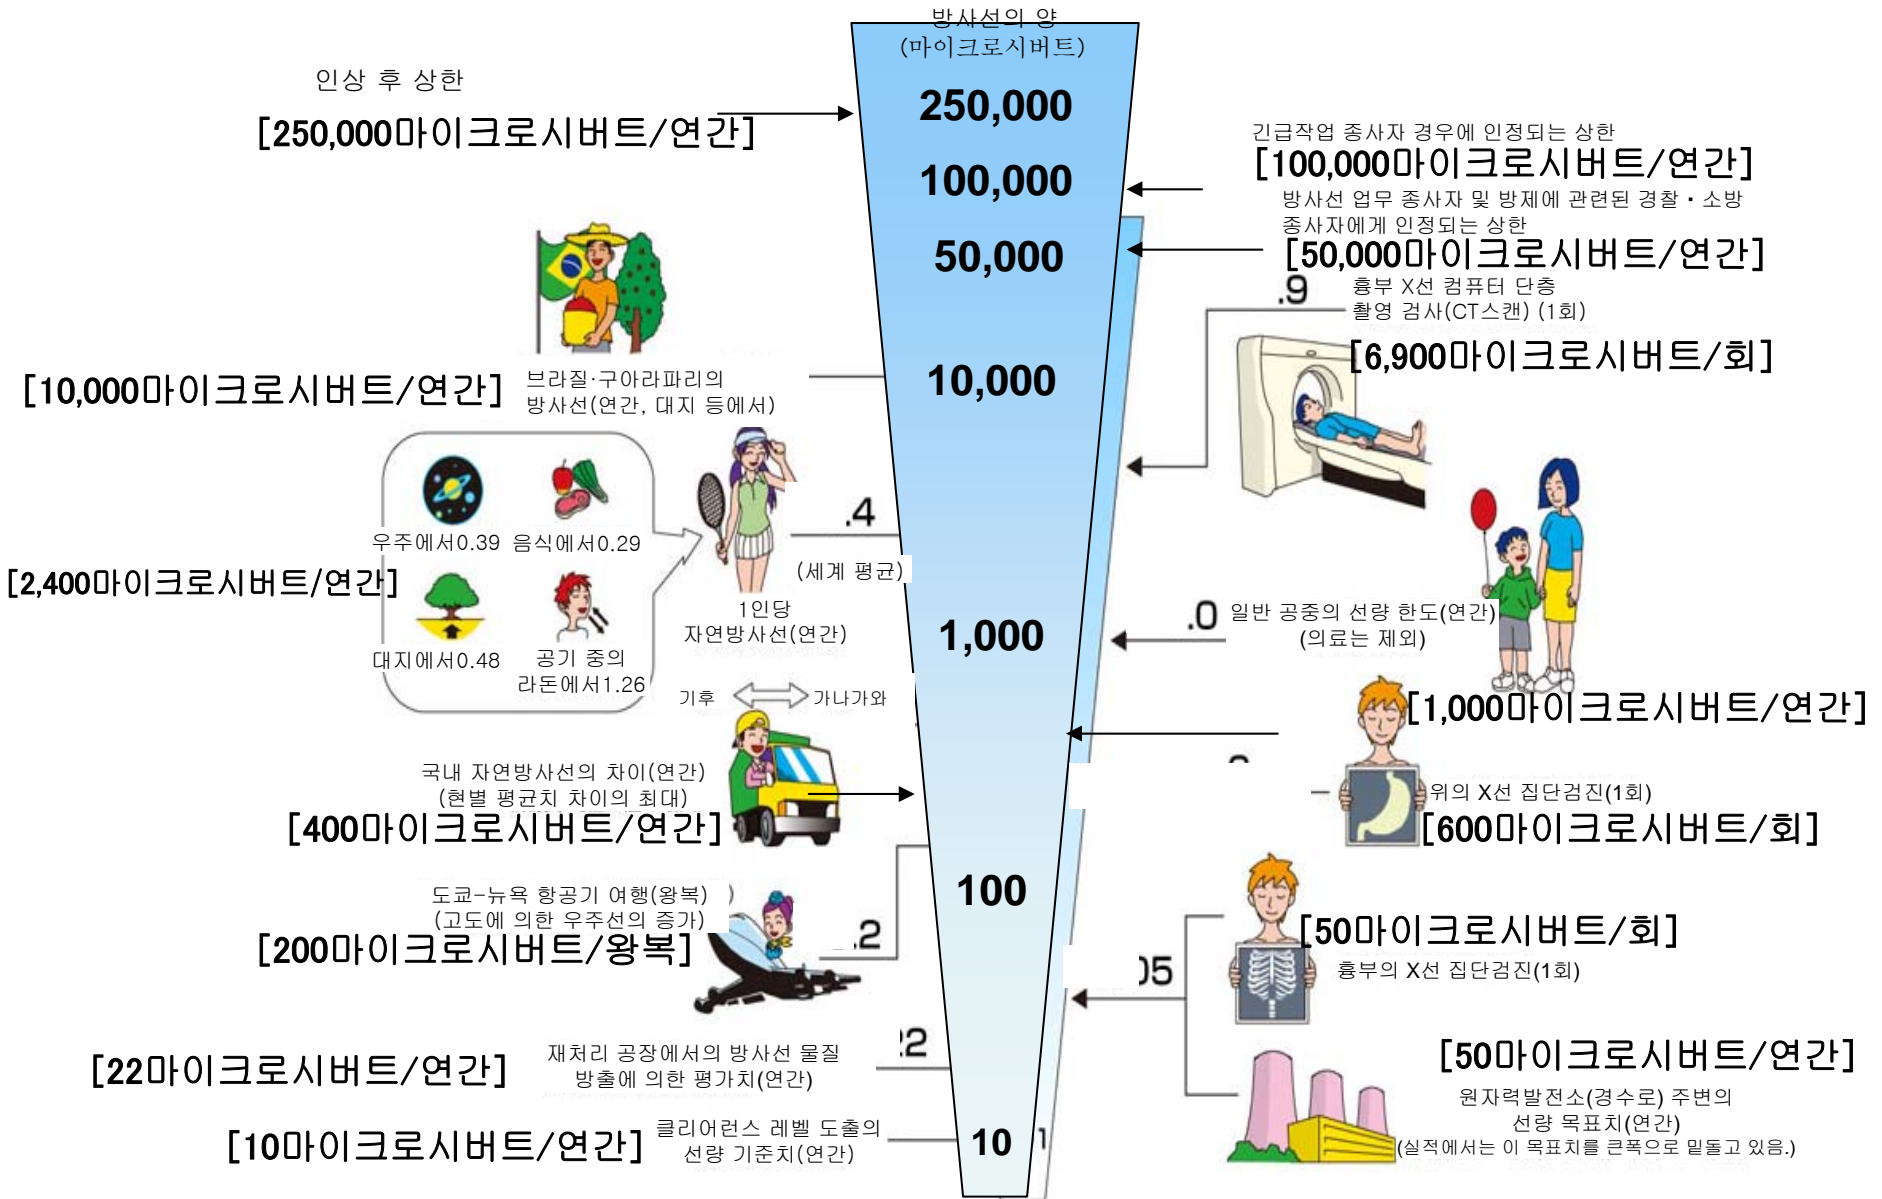 방사선의 양
(마이크로시버트)
250,000
100,000
50,000
10,000
1,000
100
10
인상 후 상한
[250,000마이크로시버트/연간]
[10,000마이크로시버트/연간]
브라질·구아라파리의
방사선(연간, 대지 등에서)
우주에서0.39 음식에서0.29
대지에서0.48
공기 중의
라돈에서1.26
[2,400마이크로시버트/연간]
.4
(세계 평균)
1인당
자연방사선(연간)
기후 가나가와
국내 자연방사선의 차이(연간)
(현별 평균치 차이의 최대)
[400마이크로시버트/연간]
도쿄-뉴욕 항공기 여행(왕복) )
(고도에 의한 우주선의 증가)
[200마이크로시버트/왕복]
.2
[22마이크로시버트/연간]
재처리 공장에서의 방사선 물질
방출에 의한 평가치(연간)
:2
[10마이크로시버트/연간]
클리어런스 레벨 도출의
선량 기준치(연간)
1
긴급작업 종사자 경우에 인정되는 상한
[100,000마이크로시버트/연간]
방사선 업무 종사자 및 방제에 관련된 경찰・소방
종사자에게 인정되는 상한
[50,000마이크로시버트/연간]
.9
흉부 X선 컴퓨터 단층
촬영 검사(CT스캔) (1회)
[6,900마이크로시버트/회]
.0
일반 공중의 선량 한도(연간)
(의료는 제외)
[1,000마이크로시버트/연간]
위의 X선 집단검진(1회)
[600마이크로시버트/회]
[50마이크로시버트/회]
흉부의 X선 집단검진(1회)
05
[50마이크로시버트/연간]
원자력발전소(경수로) 주변의
선량 목표치(연간)
(실적에서는 이 목표치를 큰폭으로 밑돌고 있음.)